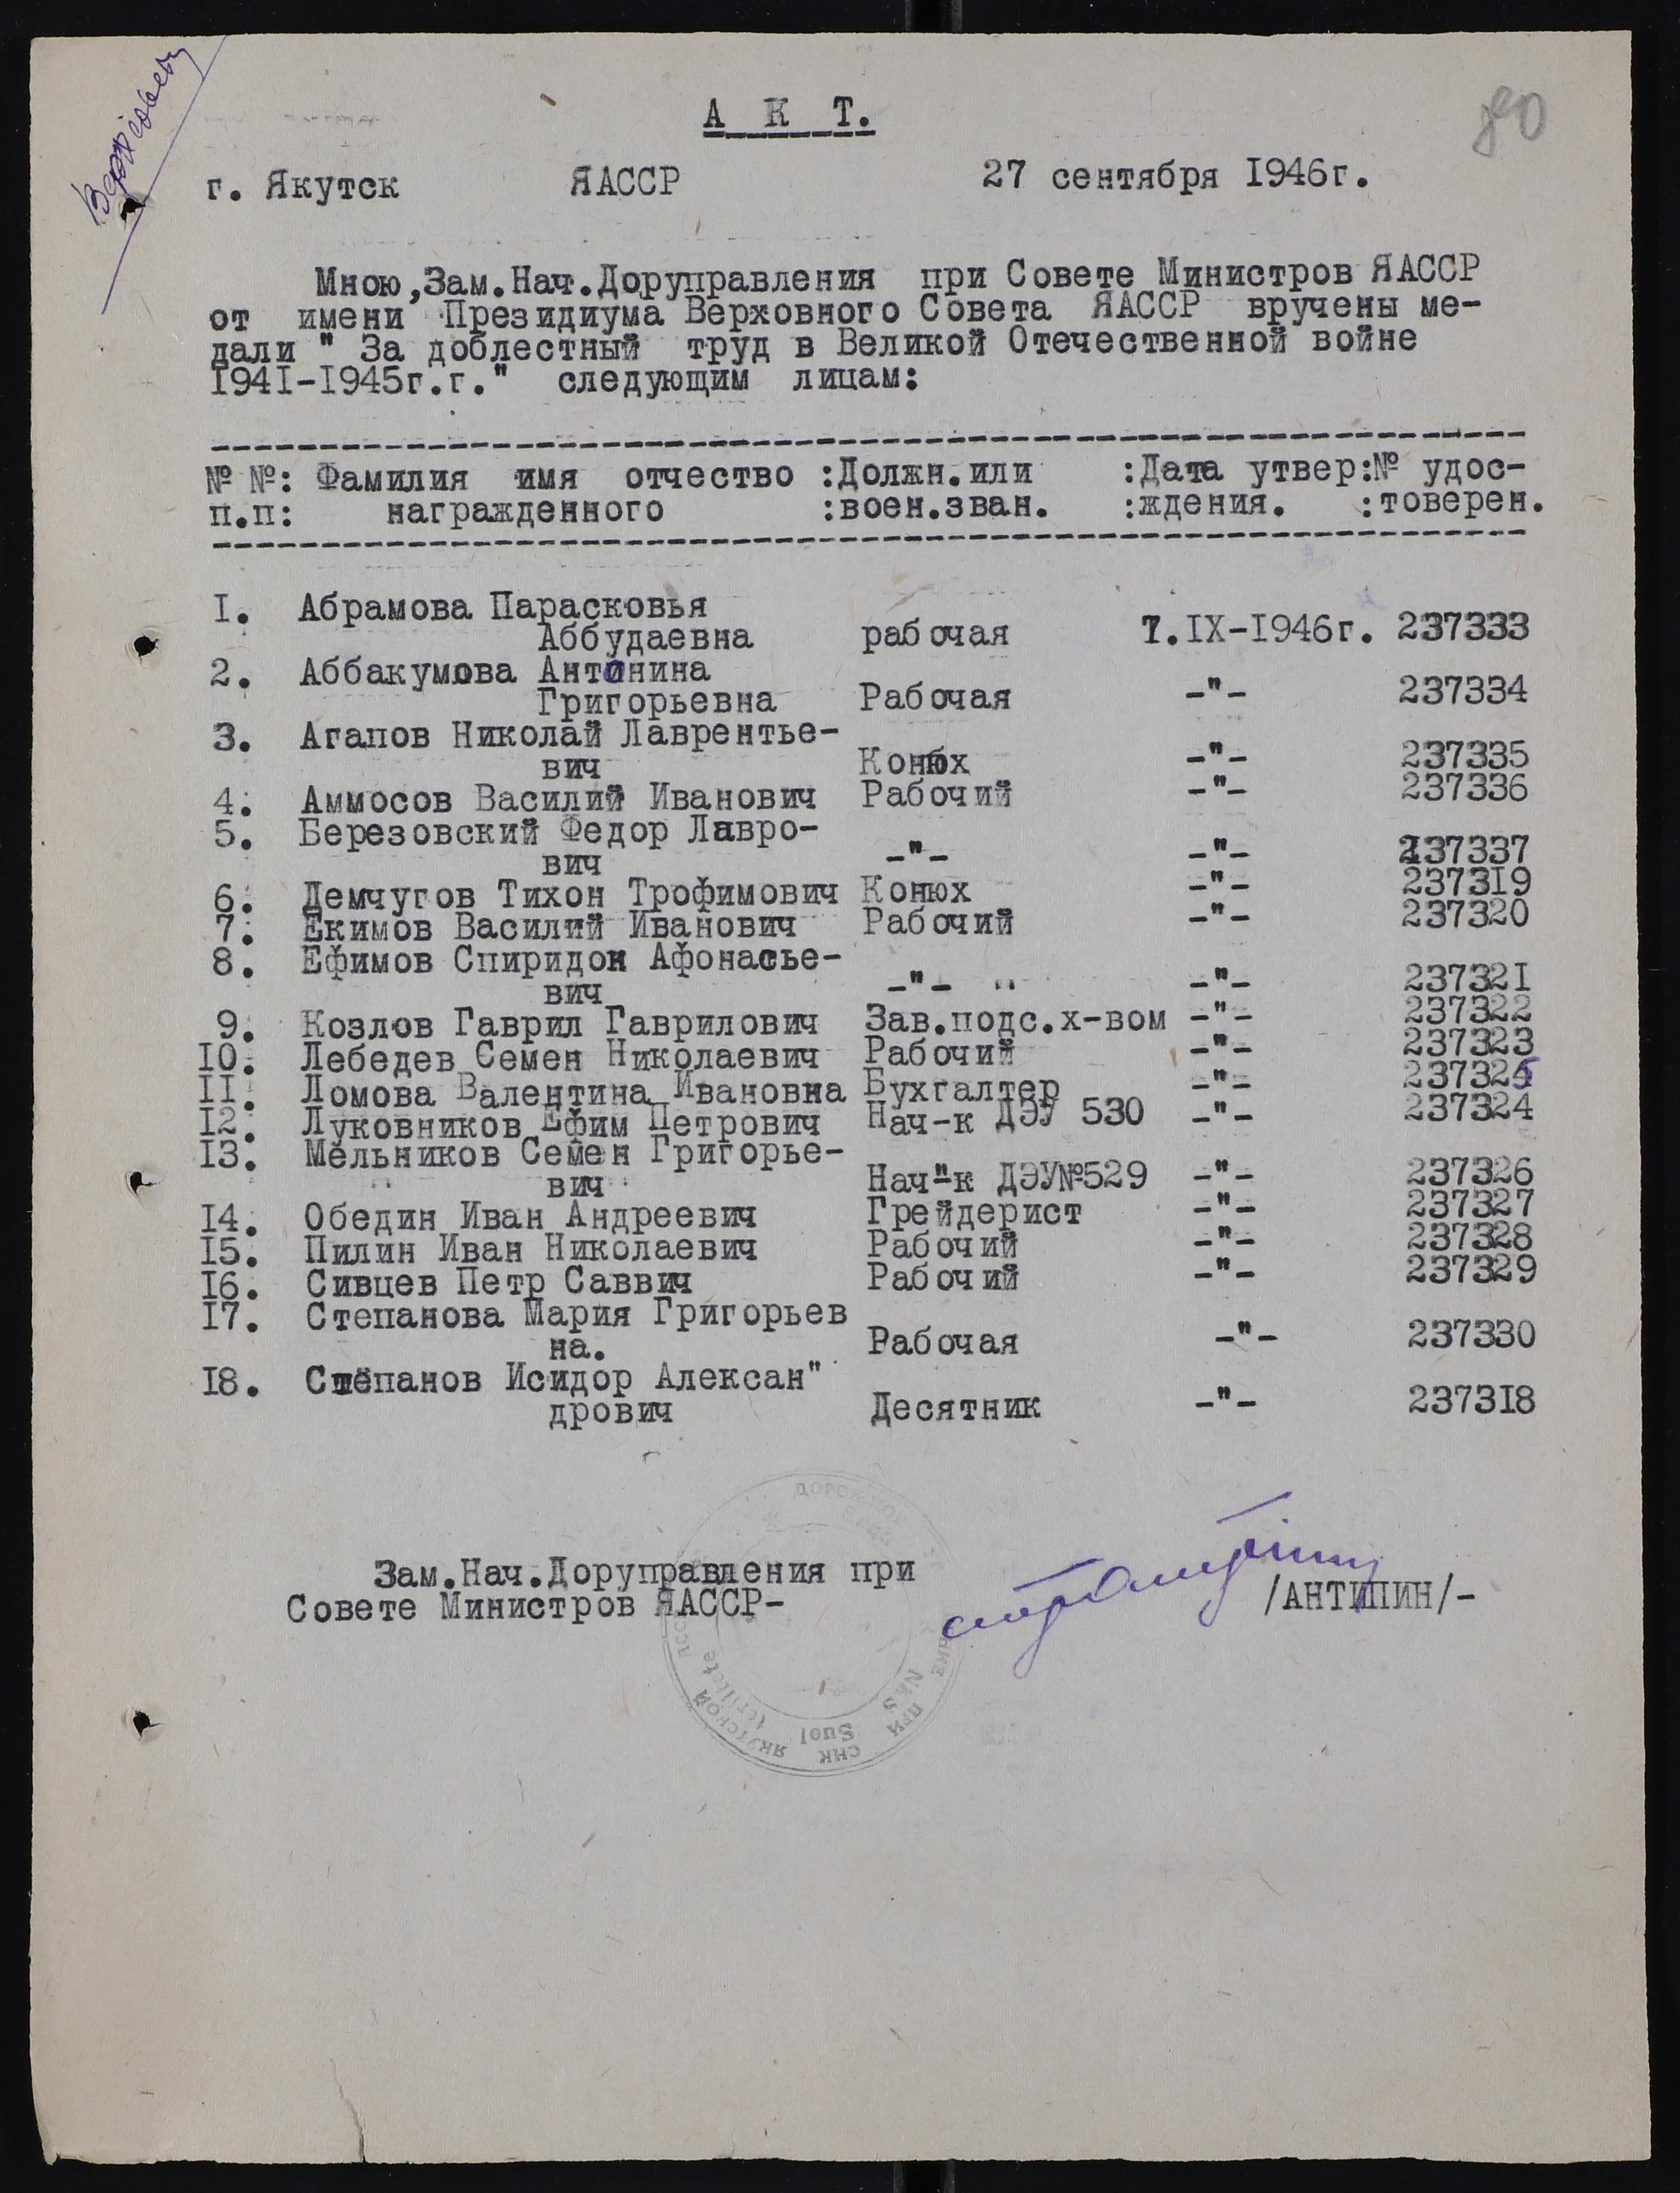 А К Т.
г. Якутск ЯАССР 27 сентября 1946г.
Мною,Зам.Нач.Доруправления при Совете Министров ЯАССР
от имени Президиума Верховного Совета ЯАССР вручены ме-
дали " За доблестный труд в Великой Отечественной войне
1941-1945г.г." следующим лицам:
№ №: Фамилия имя отчество :Должн.или :Дата утвер:№ удос-
п.п: награжденного :воен.зван. :ждения. :товерен.
1. Абрамова Парасковья
Аббудаевна рабочая 7.IX-1946г. 237333
2. Аббакумова Антонина
Григорьевна Рабочая -"- 237334
3. Агапов Николай Лаврентье-
вич Конюх -"- 237335
4. Аммосов Василий Иванович Рабочий -"- 237336
5. Березовский Федор Лавро-
вич -"- -"- 237337
6. Демчугов Тихон Трофимович Конюх -"- 237319
7. Екимов Василий Иванович Рабочий -"- 237320
8. Ефимов Спиридон Афонасье-
вич -"- -"- 237321
9. Козлов Гаврил Гаврилович Зав.подс.х-вом -"- 237322
10. Лебедев Семен Николаевич Рабочий -"- 237323
11. Ломова Валентина Ивановна Бухгалтер -"- 237325
12. Луковников Ефим Петрович Нач-к ДЭУ 530 -"- 237324
13. Мельников Семен Григорье-
вич Нач"к ДЭУ№529 -"- 237326
14. Обедин Иван Андреевич Грейдерист -"- 237327
15. Пилин Иван Николаевич Рабочий -"- 237328
16. Сивцев Петр Саввич Рабочий -"- 237329
17. Степанова Мария Григорьев
на. Рабочая -"- 237330
18. Стёпанов Исидор Алексан"
дрович Десятник -"- 237318
Зам.Нач.Доруправления при
Совете Министров ЯАССР- /АНТИПИН/-
ДОРОЖНОЕ ПРИ СНК ЯКУТСКОЙ АССР
NKS Suol